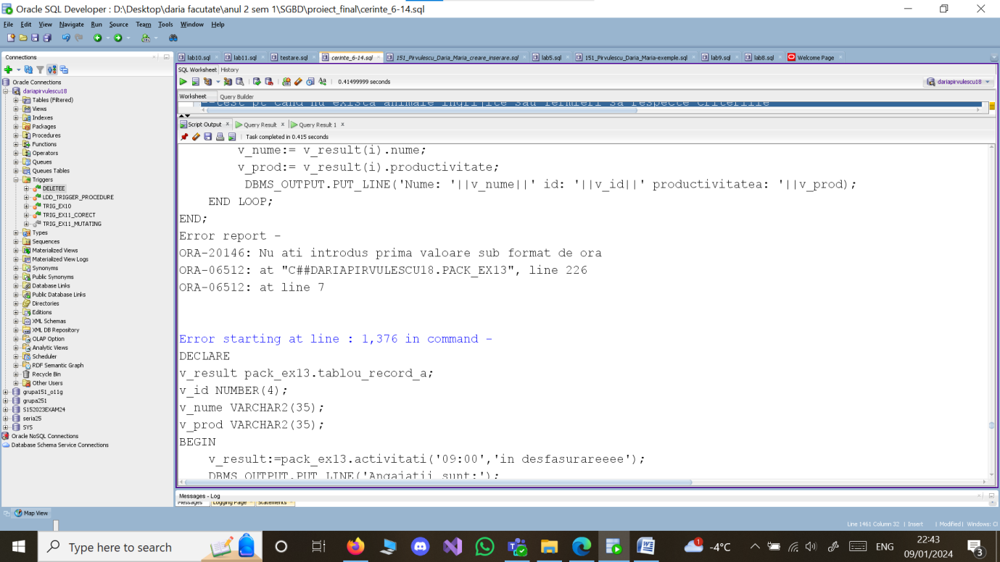 Oracle SQL Developer : D:\Desktop\daria facutate\anul 2 sem 1\SGBD\proiect_final\cerinte_6-14.sql
File Edit View Navigate Run Source Team Tools Window Help
Connections
Oracle Connections
dariapirvulescu18
Tables (Filtered)
Views
Indexes
Packages
Procedures
Functions
Operators
Queues
Queues Tables
Triggers
DELETEE
LDD_TRIGGER_PROCEDURE
TRIG_EX10
TRIG_EX11_CORECT
TRIG_EX11_MUTATING
Types
Sequences
Materialized Views
Materialized View Logs
Synonyms
Public Synonyms
Database Links
Public Database Links
Directories
Editions
XML Schemas
XML DB Repository
OLAP Option
Analytic Views
Scheduler
RDF Semantic Graph
Recycle Bin
Other Users
grupa151_o11g
grupa251
S152023EXAM24
seria25
SYS
Oracle NoSQL Connections
Database Schema Service Connections
lab10.sql lab11.sql testare.sql cerinte_6-14.sql 151_Pirvulescu_Daria_Maria_creare_inserare.sql lab5.sql 151_Pirvulescu_Daria_Maria-exemple.sql lab9.sql lab8.sql Welcome Page
SQL Worksheet History
0.41499999 seconds
dariapirvulescu18
Worksheet Query Builder
--test pt cand nu exista animale ingrijite sau fermieri sa respecte criteriile
Script Output Query Result Query Result 1
Task completed in 0.415 seconds
v_nume:= v_result(i).nume;
v_prod:= v_result(i).productivitate;
DBMS_OUTPUT.PUT_LINE('Nume: '||v_nume||' id: '||v_id||' productivitatea: '||v_prod);
END LOOP;
END;
Error report -
ORA-20146: Nu ati introdus prima valoare sub format de ora
ORA-06512: at "C##DARIAPIRVULESCU18.PACK_EX13", line 226
ORA-06512: at line 7
Error starting at line : 1,376 in command -
DECLARE
v_result pack_ex13.tablou_record_a;
v_id NUMBER(4);
v_nume VARCHAR2(35);
v_prod VARCHAR2(35);
BEGIN
v_result:=pack_ex13.activitati('09:00','in desfasurareeee');
DBMS_OUTPUT.PUT_LINE('Angajatii sunt:');
Messages - Log
Messages Logging Page Statements
Map View
Line 1461 Column 32 | Insert | Modified | Windows: C
Type here to search
1
-4°C
ENG
22:43
09/01/2024
3